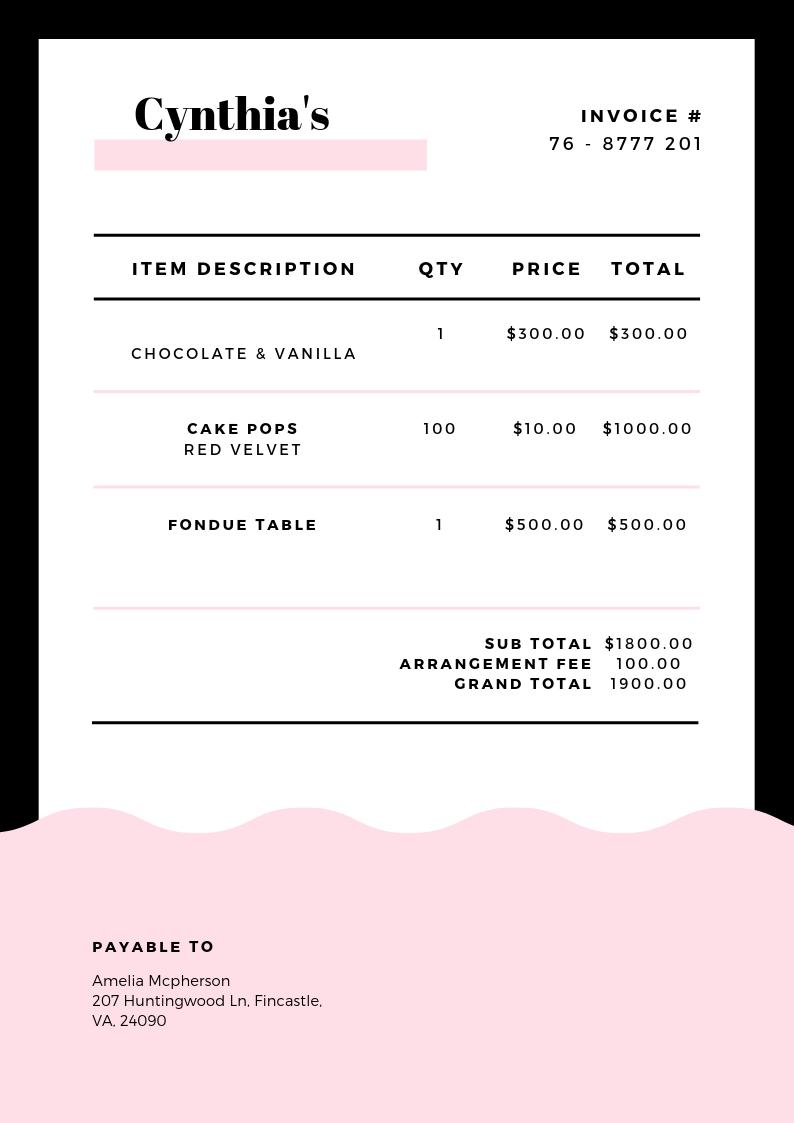 Cynthia's
INVOICE #
76 - 8777 201
ITEM DESCRIPTION QTY PRICE TOTAL
1 $300.00 $300.00
CHOCOLATE & VANILLA
CAKE POPS 100 $10.00 $1000.00
RED VELVET
FONDUE TABLE 1 $500.00 $500.00
SUB TOTAL $1800.00
ARRANGEMENT FEE 100.00
GRAND TOTAL 1900.00
PAYABLE TO
Amelia Mcpherson
207 Huntingwood Ln, Fincastle,
VA, 24090